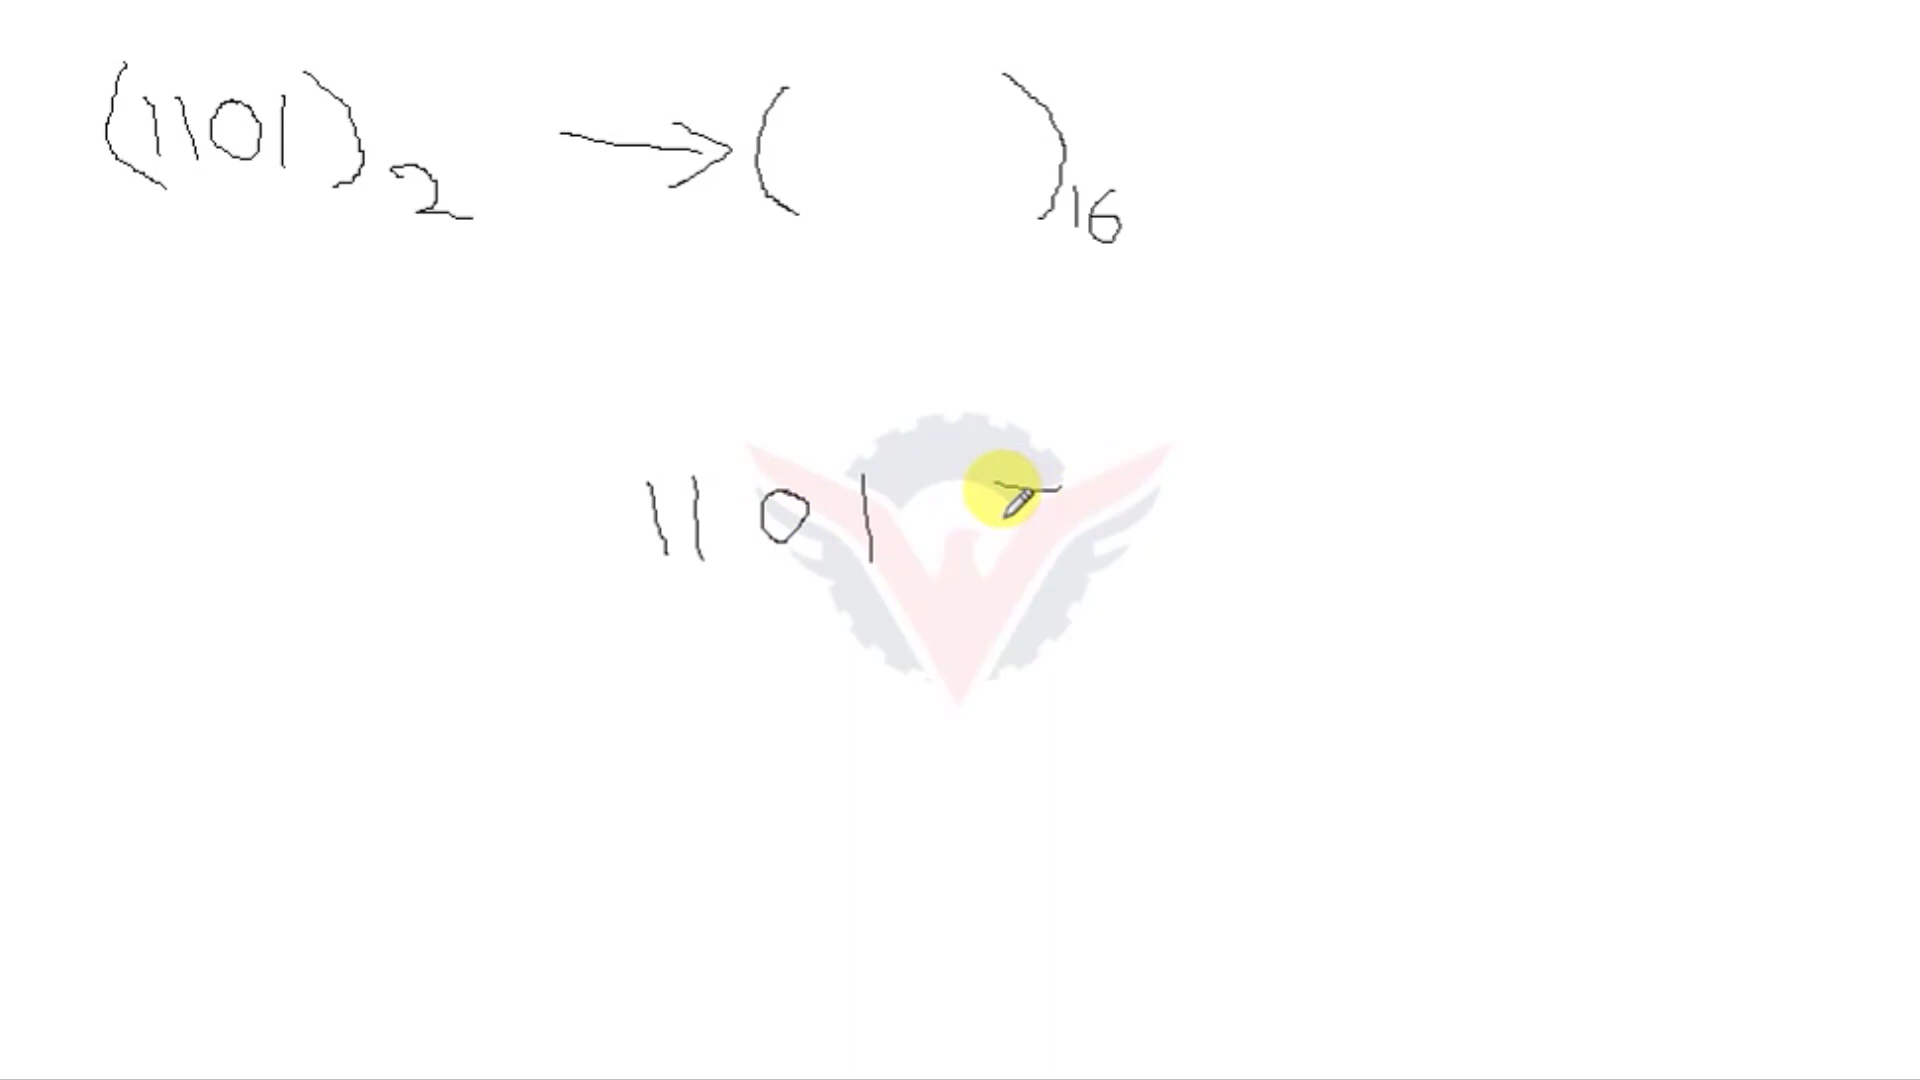 (1101)₂ → ( )₁₆
1101